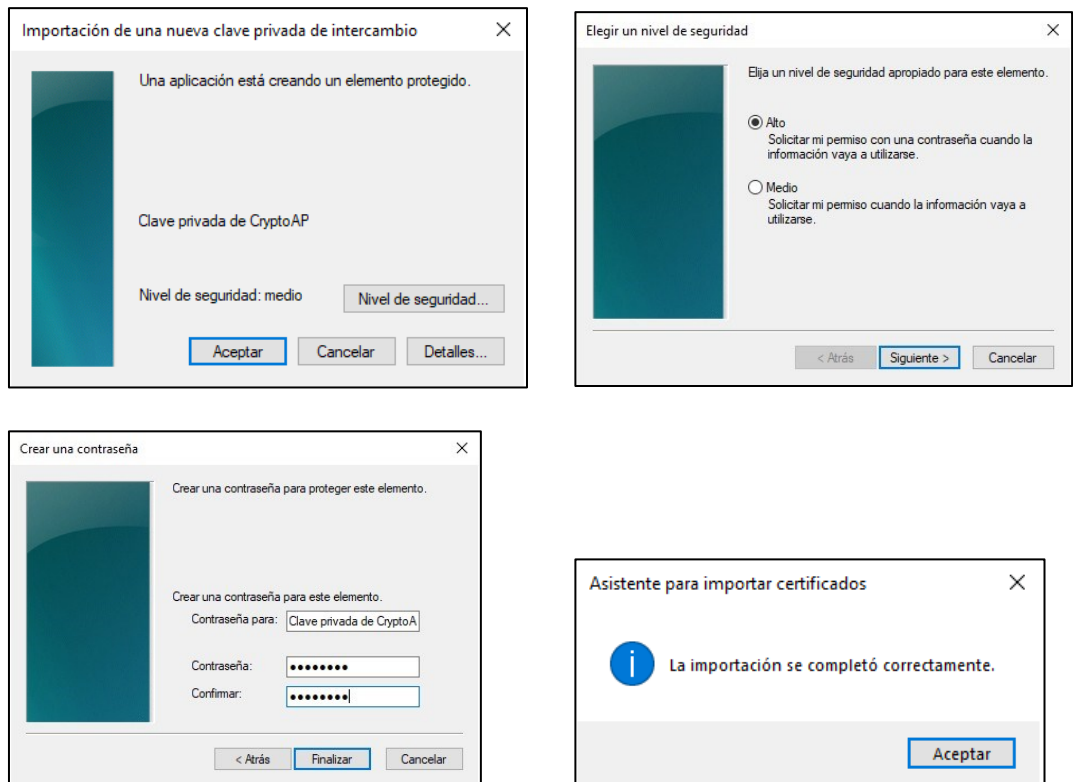 Importación de una nueva clave privada de intercambio
Una aplicación está creando un elemento protegido.
Clave privada de CryptoAP
Nivel de seguridad: medio
Nivel de seguridad...
Aceptar
Cancelar
Detalles...
Elegir un nivel de seguridad
Elija un nivel de seguridad apropiado para este elemento.
Alto
Solicitar mi permiso con una contraseña cuando la
información vaya a utilizarse.
Medio
Solicitar mi permiso cuando la información vaya a
utilizarse.
< Atrás
Siguiente >
Cancelar
Crear una contraseña
Crear una contraseña para proteger este elemento.
Crear una contraseña para este elemento.
Contraseña para: Clave privada de CryptoA
Contraseña: ••••••••
Confirmar: ••••••••
< Atrás
Finalizar
Cancelar
Asistente para importar certificados
La importación se completó correctamente.
Aceptar